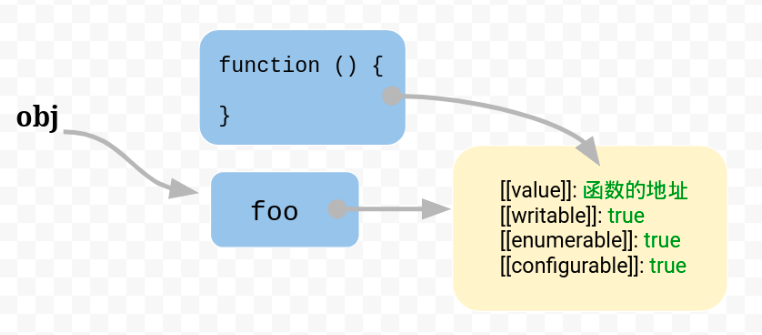 function () {
}
obj
foo
[[value]]: 函数的地址
[[writable]]: true
[[enumerable]]: true
[[configurable]]: true